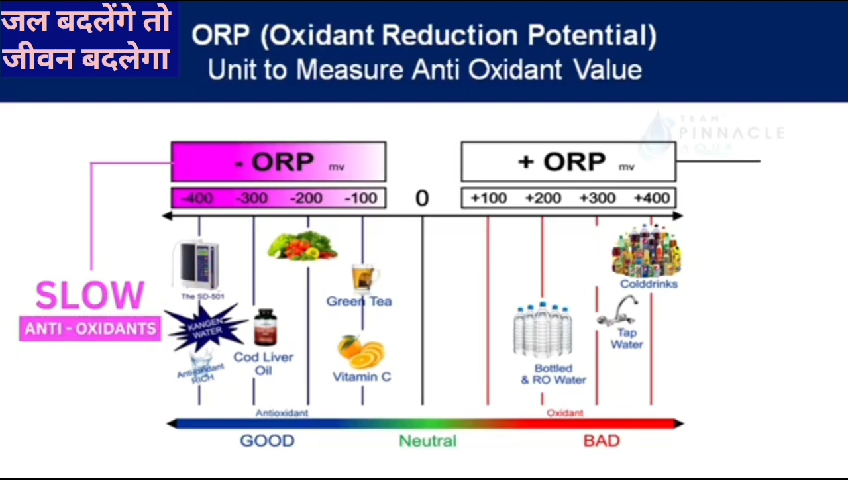 जल बदलेंगे तो
जीवन बदलेगा
ORP (Oxidant Reduction Potential)
Unit to Measure Anti Oxidant Value
TEAM
PINNACLE
AQUA
- ORP mv
+ ORP mv
-400 -300 -200 -100 0 +100 +200 +300 +400
The SD-501
SLOW
ANTI - OXIDANTS
KANGEN
WATER
Antioxidant
RICH
Cod Liver
Oil
Green Tea
Vitamin C
Colddrinks
Tap
Water
Bottled
& RO Water
Antioxidant
Oxidant
GOOD
Neutral
BAD